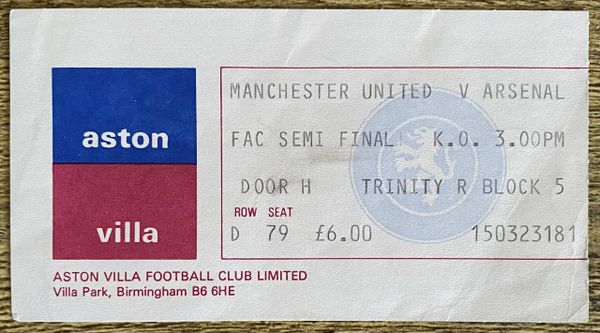 aston
villa
MANCHESTER UNITED V ARSENAL
FAC SEMI FINAL K.O. 3.00PM
DOOR H TRINITY R BLOCK 5
ROW SEAT
D 79 £6.00 150323181
ASTON VILLA FOOTBALL CLUB LIMITED
Villa Park, Birmingham B6 6HE